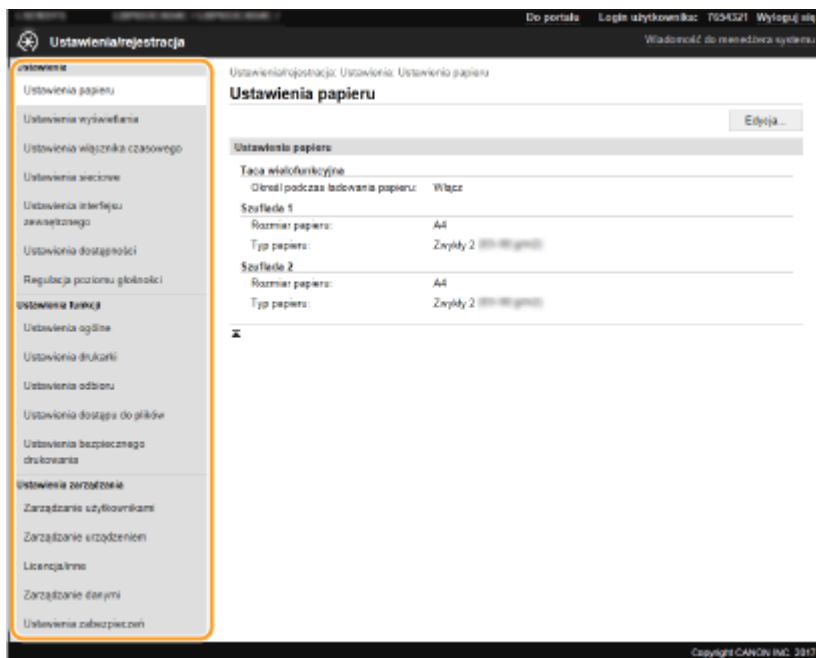 Do portalu Login użytkownika: 7654321 Wyloguj się
Ustawienia/rejestracja
Wiadomość do menedżera systemu
Ustawienia
Ustawienia papieru
Ustawienia wyświetlania
Ustawienia włącznika czasowego
Ustawienia sieciowe
Ustawienia interfejsu
zewnętrznego
Ustawienia dostępności
Regulacja poziomu głośności
Ustawienia funkcji
Ustawienia ogólne
Ustawienia drukarki
Ustawienia odbioru
Ustawienia dostępu do plików
Ustawienia bezpiecznego
drukowania
Ustawienia zarządzania
Zarządzanie użytkownikami
Zarządzanie urządzeniem
Licencja/inne
Zarządzanie danymi
Ustawienia zabezpieczeń
Ustawienia/rejestracja: Ustawienia: Ustawienia papieru
Ustawienia papieru
Edycja...
Ustawienia papieru
Taca wielofunkcyjna
Określ podczas ładowania papieru: Włącz
Szuflada 1
Rozmiar papieru: A4
Typ papieru: Zwykły 2
Szuflada 2
Rozmiar papieru: A4
Typ papieru: Zwykły 2
Copyright CANON INC. 2017